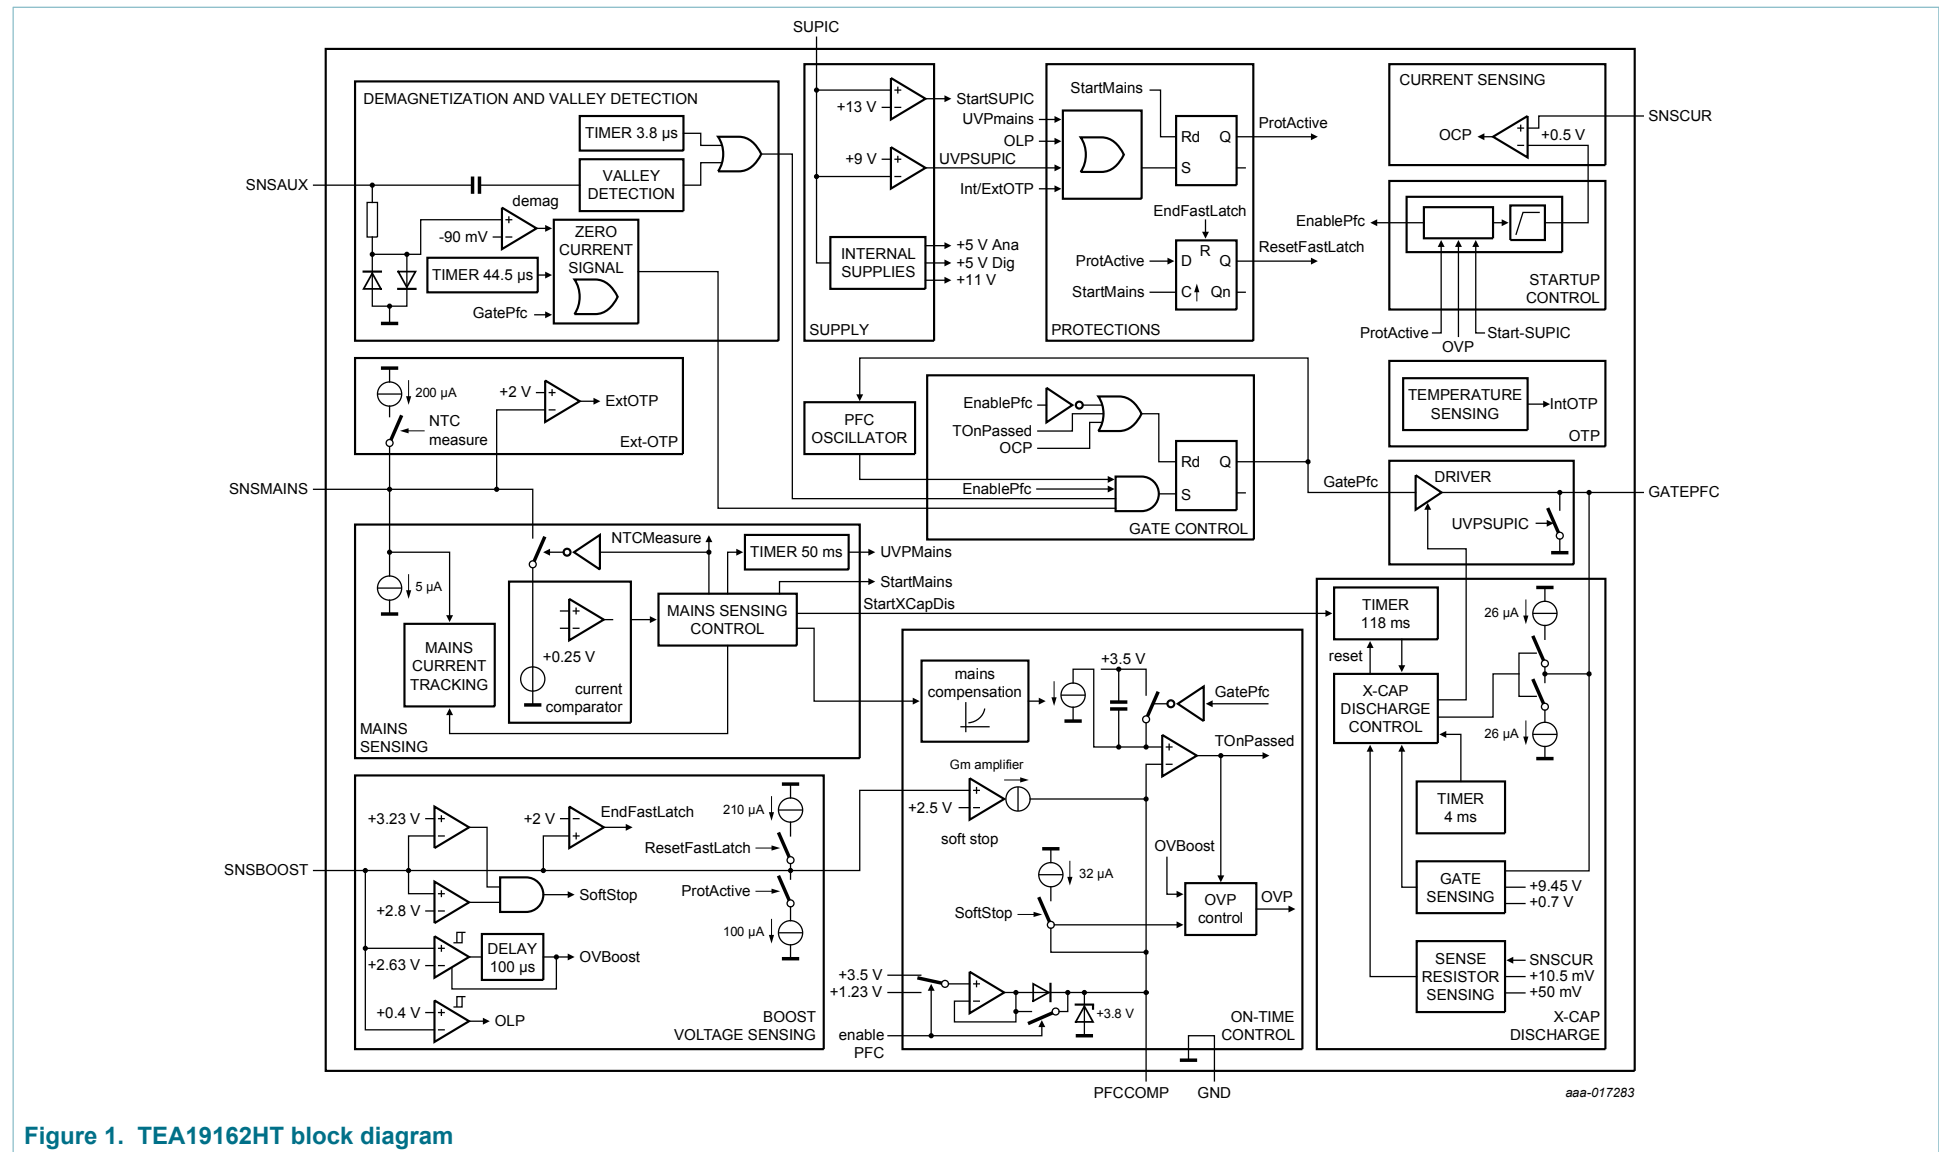 SUPIC
DEMAGNETIZATION AND VALLEY DETECTION
TIMER 3.8 µs
VALLEY
DETECTION
SNSAUX
demag
-90 mV
ZERO
CURRENT
SIGNAL
TIMER 44.5 µs
GatePfc
+13 V
StartSUPIC
+9 V
UVPSUPIC
INTERNAL
SUPPLIES
+5 V Ana
+5 V Dig
+11 V
SUPPLY
StartMains
UVPmains
OLP
Int/ExtOTP
Rd
Q
S
ProtActive
EndFastLatch
R
D
Q
C
Qn
ProtActive
StartMains
ResetFastLatch
PROTECTIONS
CURRENT SENSING
OCP
+
−
+0.5 V
SNSCUR
EnablePfc
STARTUP
CONTROL
ProtActive
OVP
Start-SUPIC
200 µA
NTC
measure
+2 V
ExtOTP
Ext-OTP
PFC
OSCILLATOR
EnablePfc
TOnPassed
OCP
EnablePfc
Rd
Q
S
GATE CONTROL
TEMPERATURE
SENSING
IntOTP
OTP
SNSMAINS
GatePfc
DRIVER
UVPSUPIC
GATEPFC
NTCMeasure
TIMER 50 ms
UVPMains
StartMains
StartXCapDis
5 µA
MAINS
CURRENT
TRACKING
+0.25 V
current
comparator
MAINS SENSING
CONTROL
MAINS
SENSING
TIMER
118 ms
reset
X-CAP
DISCHARGE
CONTROL
26 µA
26 µA
TIMER
4 ms
GATE
SENSING
+9.45 V
+0.7 V
SENSE
RESISTOR
SENSING
SNSCUR
+10.5 mV
+50 mV
X-CAP
DISCHARGE
mains
compensation
+3.5 V
GatePfc
TOnPassed
Gm amplifier
+2.5 V
soft stop
32 µA
SoftStop
OVBoost
OVP
control
OVP
+3.5 V
+1.23 V
enable
PFC
+3.8 V
ON-TIME
CONTROL
SNSBOOST
+3.23 V
+2 V
EndFastLatch
+2.8 V
SoftStop
+2.63 V
DELAY
100 µs
OVBoost
+0.4 V
OLP
210 µA
ResetFastLatch
ProtActive
100 µA
BOOST
VOLTAGE SENSING
PFCCOMP
GND
aaa-017283
Figure 1. TEA19162HT block diagram